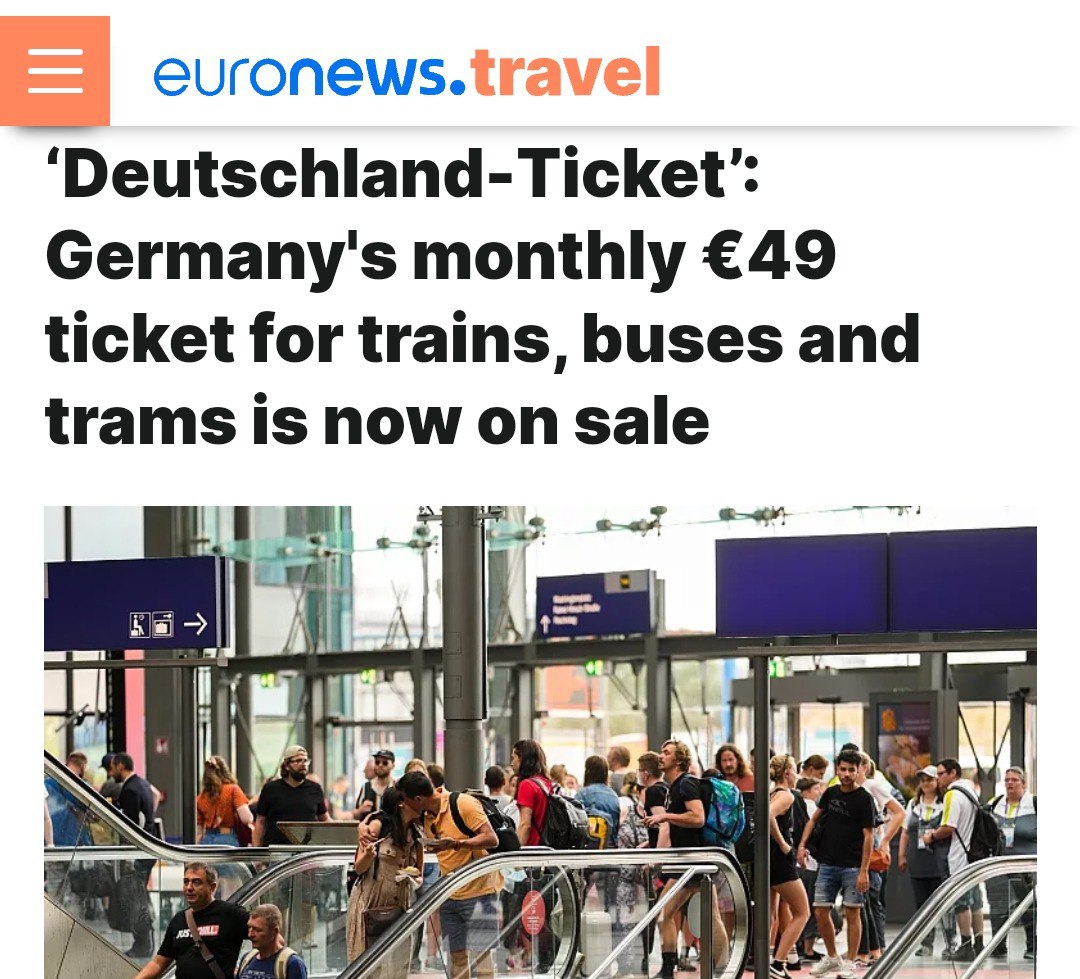 euronews.travel
‘Deutschland-Ticket’:
Germany's monthly €49
ticket for trains, buses and
trams is now on sale